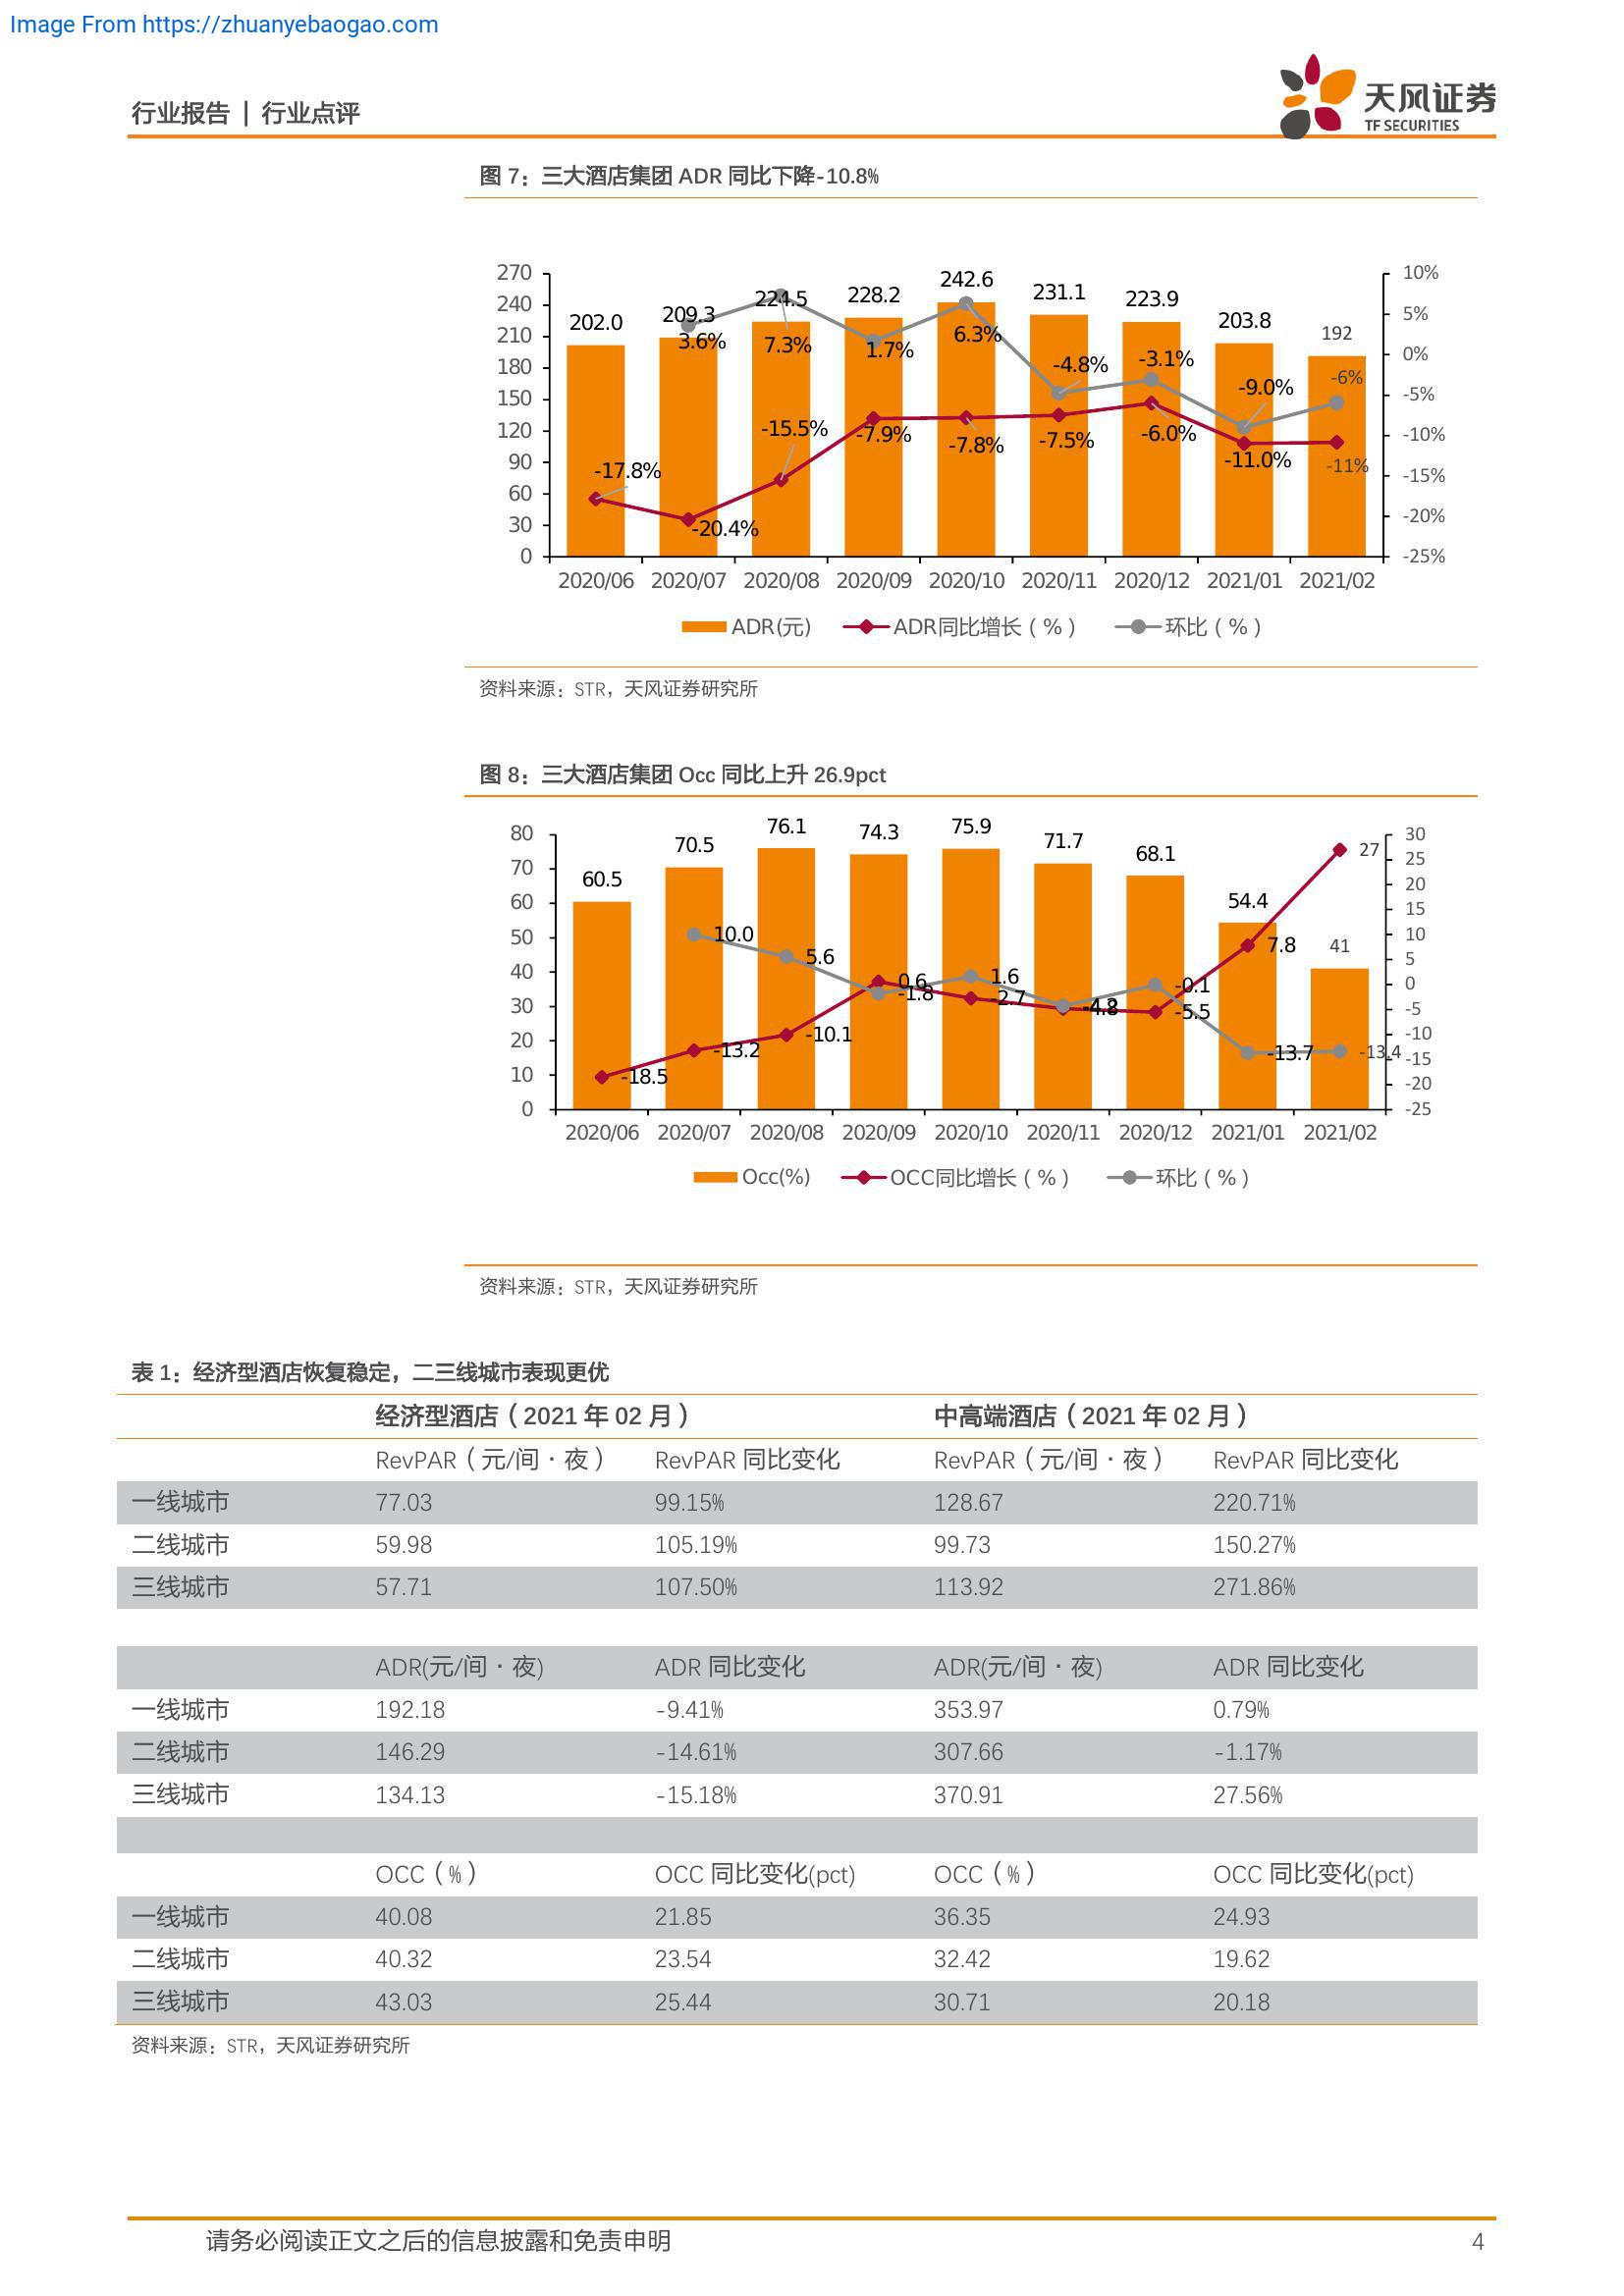 Image From https://zhuanyebaogao.com
行业报告 | 行业点评
天风证券
TF SECURITIES
图 7：三大酒店集团 ADR 同比下降-10.8%
270 240 210 180 150 120 90 60 30 0
10% 5% 0% -5% -10% -15% -20% -25%
202.0 209.3 224.5 228.2 242.6 231.1 223.9 203.8 192
3.6% 7.3% 1.7% 6.3% -4.8% -3.1% -9.0% -6%
-17.8% -20.4% -15.5% -7.9% -7.8% -7.5% -6.0% -11.0% -11%
2020/06 2020/07 2020/08 2020/09 2020/10 2020/11 2020/12 2021/01 2021/02
ADR(元) ADR同比增长（%） 环比（%）
资料来源：STR，天风证券研究所
图 8：三大酒店集团 Occ 同比上升 26.9pct
80 70 60 50 40 30 20 10 0
30 25 20 15 10 5 0 -5 -10 -15 -20 -25
60.5 70.5 76.1 74.3 75.9 71.7 68.1 54.4 41
10.0 5.6 -1.8 1.6 -0.1 -13.7 -13.4
-18.5 -13.2 -10.1 0.6 -2.7 -4.8 -5.5 7.8 27
2020/06 2020/07 2020/08 2020/09 2020/10 2020/11 2020/12 2021/01 2021/02
Occ(%) OCC同比增长（%） 环比（%）
资料来源：STR，天风证券研究所
表 1：经济型酒店恢复稳定，二三线城市表现更优
经济型酒店（2021 年 02 月） 中高端酒店（2021 年 02 月）
RevPAR（元/间·夜） RevPAR 同比变化 RevPAR（元/间·夜） RevPAR 同比变化
一线城市 77.03 99.15% 128.67 220.71%
二线城市 59.98 105.19% 99.73 150.27%
三线城市 57.71 107.50% 113.92 271.86%
ADR(元/间·夜) ADR 同比变化 ADR(元/间·夜) ADR 同比变化
一线城市 192.18 -9.41% 353.97 0.79%
二线城市 146.29 -14.61% 307.66 -1.17%
三线城市 134.13 -15.18% 370.91 27.56%
OCC（%） OCC 同比变化(pct) OCC（%） OCC 同比变化(pct)
一线城市 40.08 21.85 36.35 24.93
二线城市 40.32 23.54 32.42 19.62
三线城市 43.03 25.44 30.71 20.18
资料来源：STR，天风证券研究所
请务必阅读正文之后的信息披露和免责申明 4